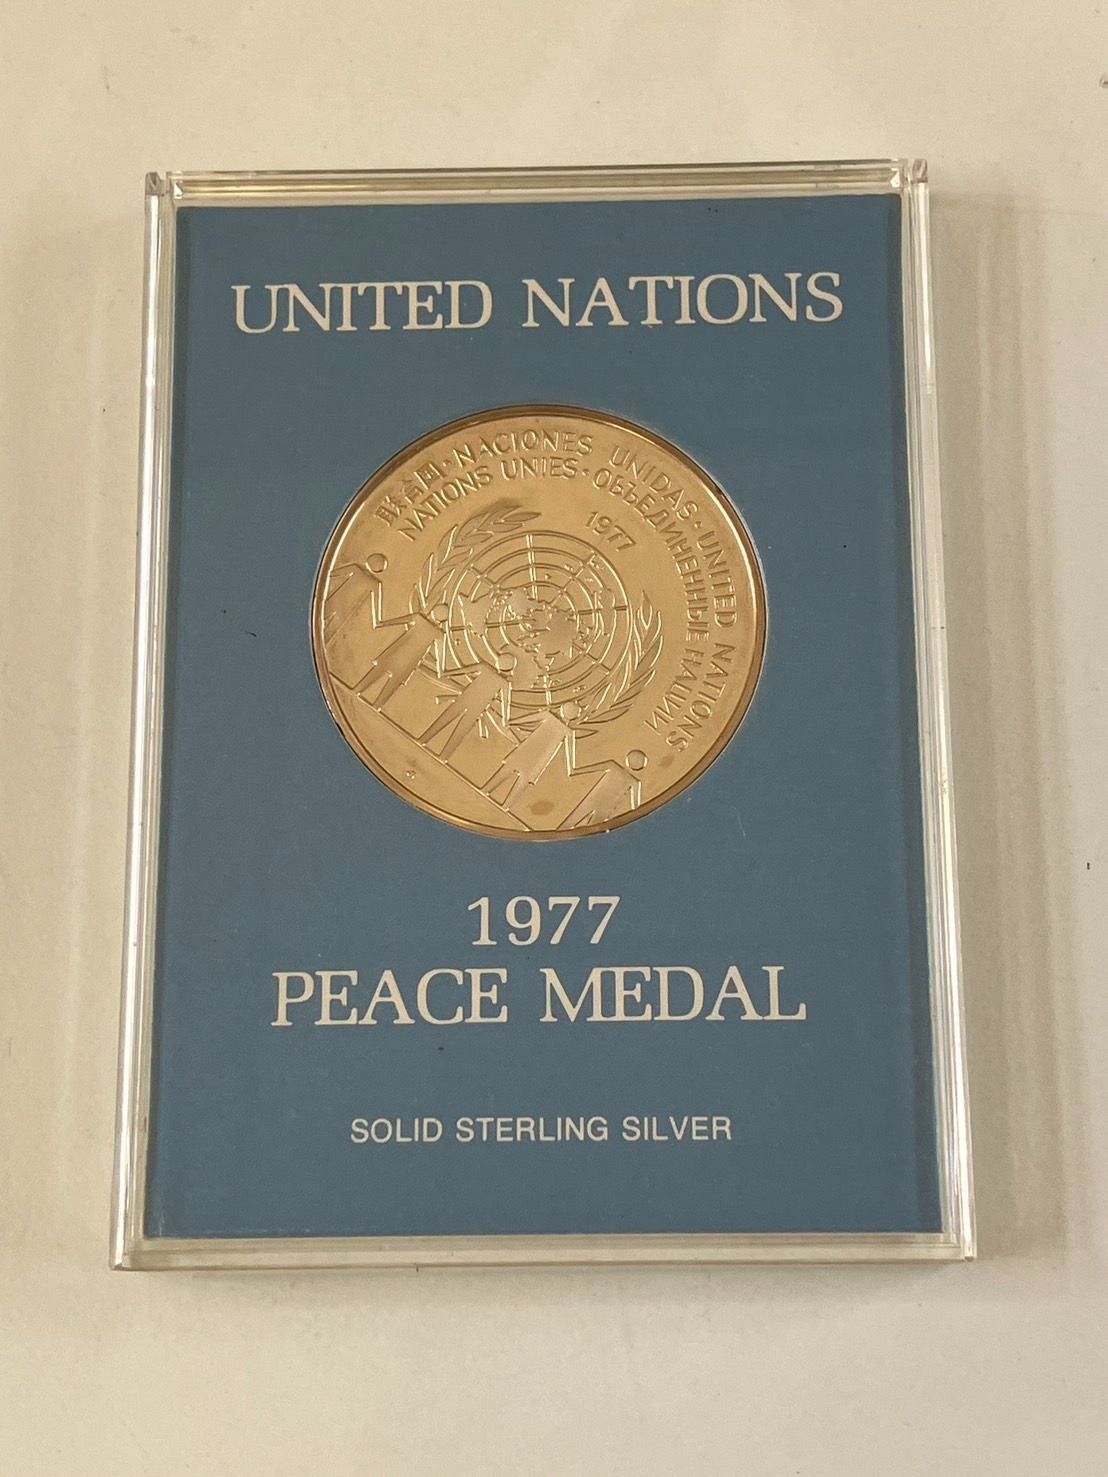 UNITED NATIONS
联合国 · NACIONES UNIDAS · UNITED NATIONS
NATIONS UNIES · ОБЪЕДИНЕННЫЕ НАЦИИ
1977
1977
PEACE MEDAL
SOLID STERLING SILVER